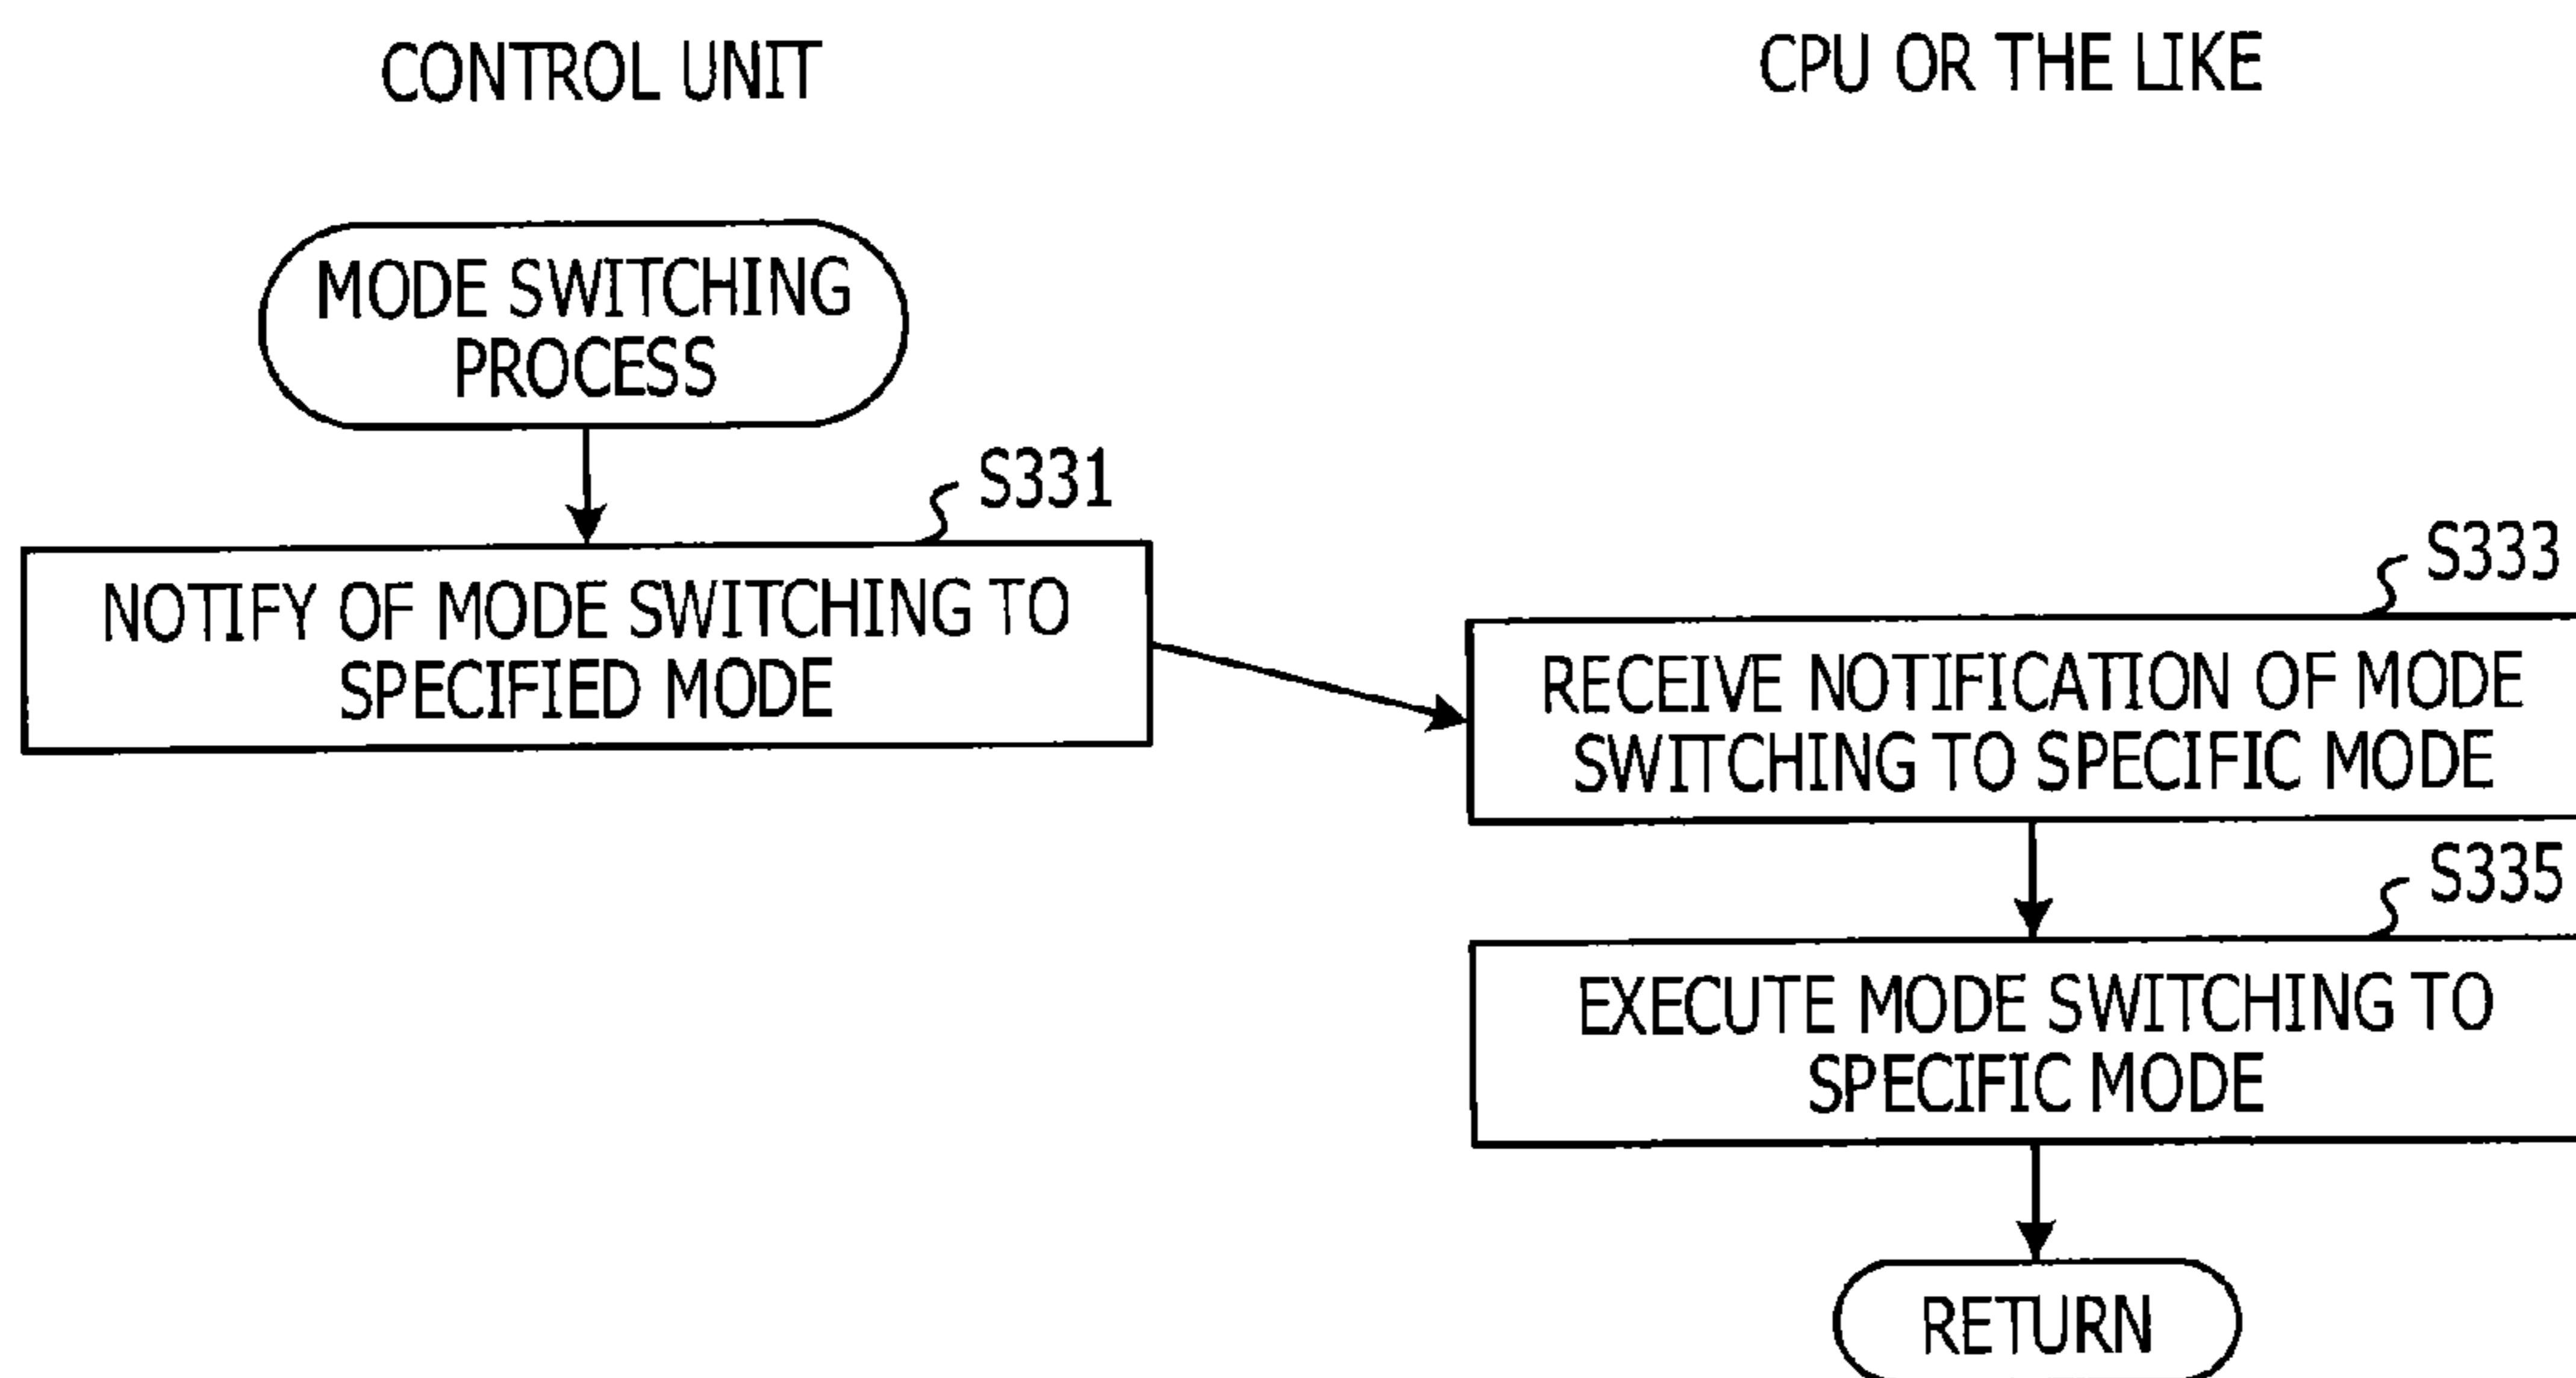 CONTROL UNIT
CPU OR THE LIKE
MODE SWITCHING
PROCESS
S331
NOTIFY OF MODE SWITCHING TO
SPECIFIED MODE
S333
RECEIVE NOTIFICATION OF MODE
SWITCHING TO SPECIFIC MODE
S335
EXECUTE MODE SWITCHING TO
SPECIFIC MODE
RETURN